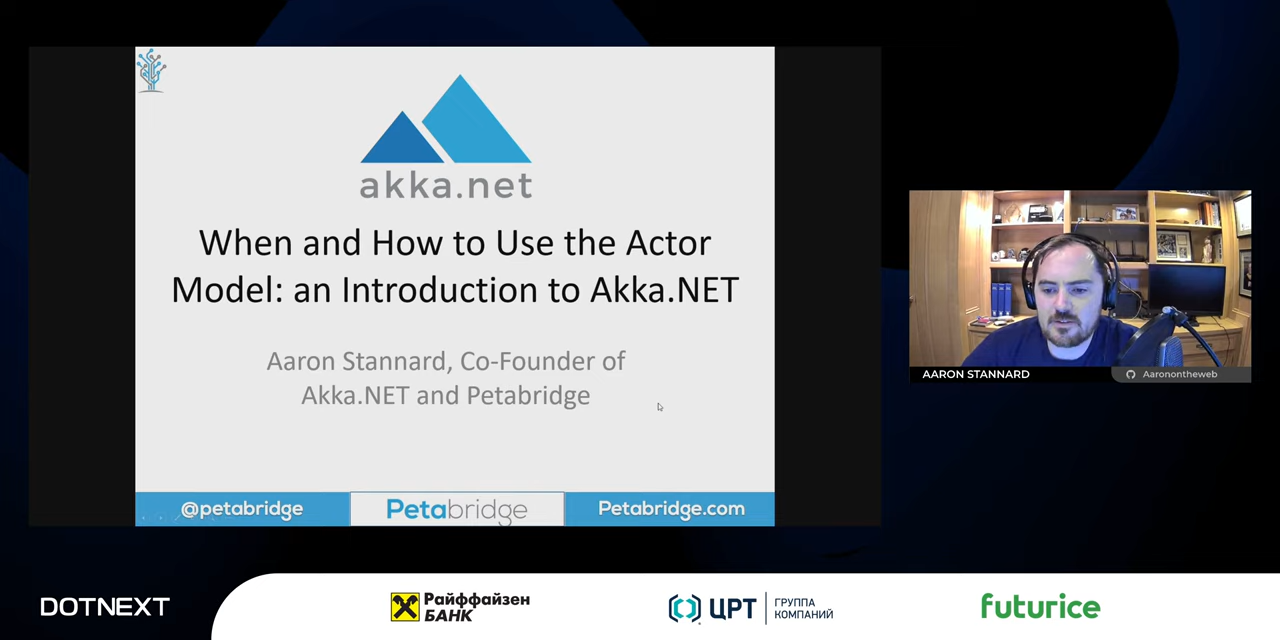 akka.net
When and How to Use the Actor
Model: an Introduction to Akka.NET
Aaron Stannard, Co-Founder of
Akka.NET and Petabridge
@petabridge
Petabridge
Petabridge.com
AARON STANNARD
Aaronontheweb
DOTNEXT
Райффайзен
БАНК
ЦРТ
ГРУППА
КОМПАНИЙ
futurice